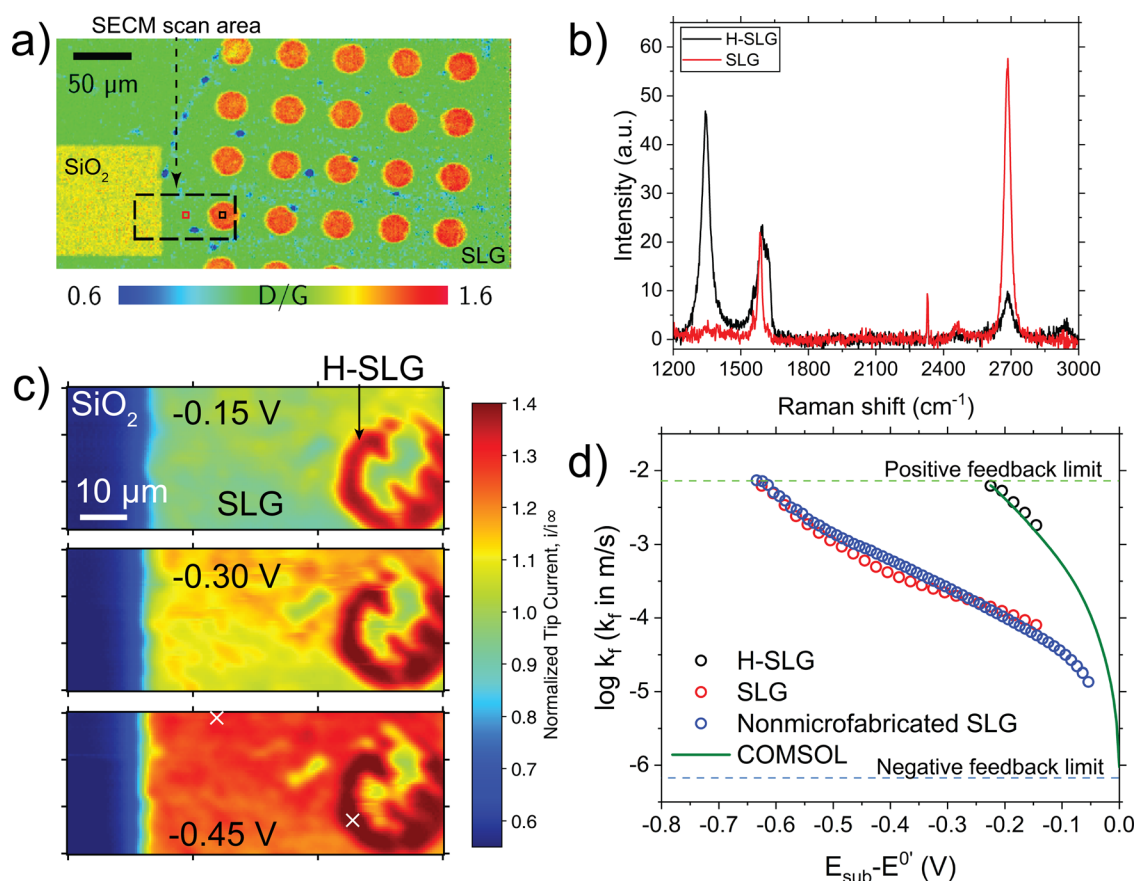 a)
SECM scan area
50 μm
SiO₂
SLG
0.6
D/G
1.6
b)
Intensity (a.u.)
60
50
40
30
20
10
0
H-SLG
SLG
1200
1500
1800
2100
2400
2700
3000
Raman shift (cm⁻¹)
c)
H-SLG
SiO₂
-0.15 V
10 μm
SLG
-0.30 V
-0.45 V
1.4
1.3
1.2
1.1
1.0
0.9
0.8
0.7
0.6
Normalized Tip Current, i/i∞
d)
log k_f (k_f in m/s)
-2
-3
-4
-5
-6
Positive feedback limit
H-SLG
SLG
Nonmicrofabricated SLG
COMSOL
Negative feedback limit
-0.8
-0.7
-0.6
-0.5
-0.4
-0.3
-0.2
-0.1
0.0
E_sub-E⁰' (V)